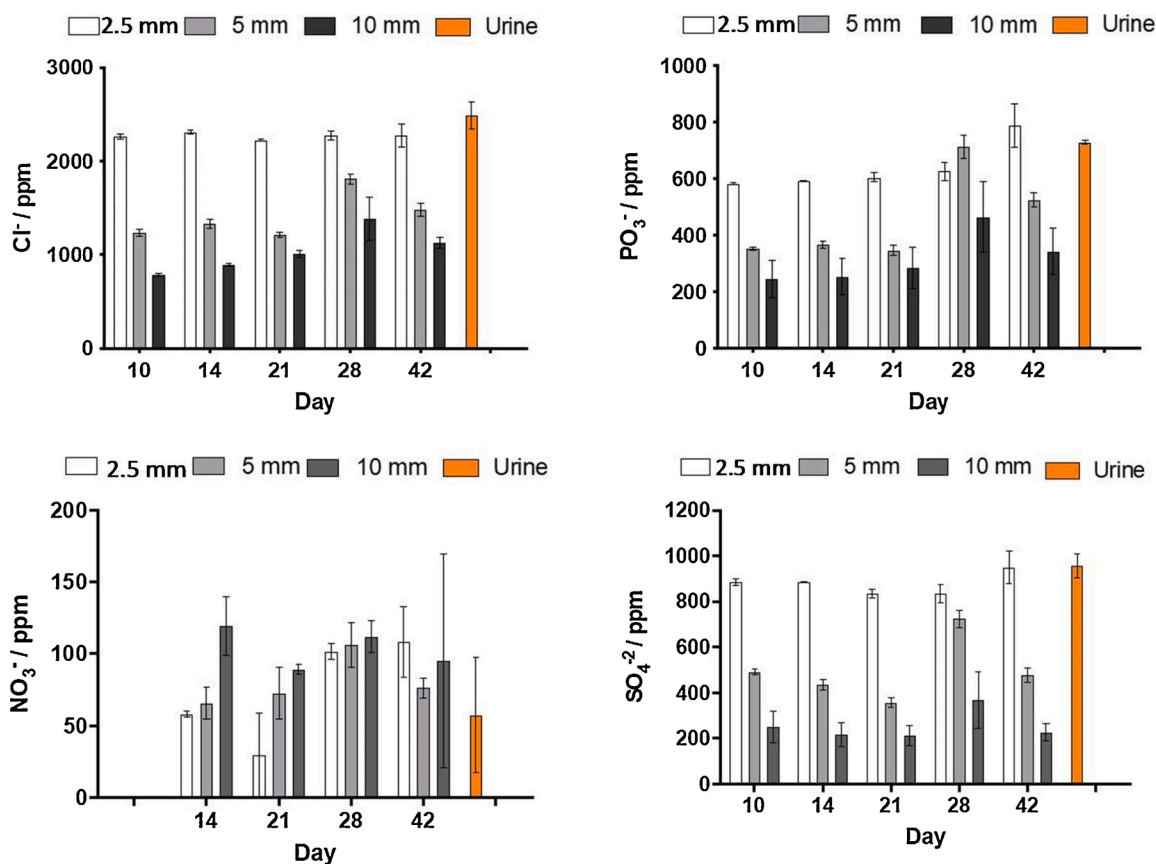 2.5 mm 5 mm 10 mm Urine
3000
2000
1000
0
Cl⁻ / ppm
10 14 21 28 42
Day
2.5 mm 5 mm 10 mm Urine
1000
800
600
400
200
0
PO₃⁻ / ppm
10 14 21 28 42
Day
2.5 mm 5 mm 10 mm Urine
200
150
100
50
0
NO₃⁻ / ppm
14 21 28 42
Day
2.5 mm 5 mm 10 mm Urine
1200
1000
800
600
400
200
0
SO₄⁻² / ppm
10 14 21 28 42
Day